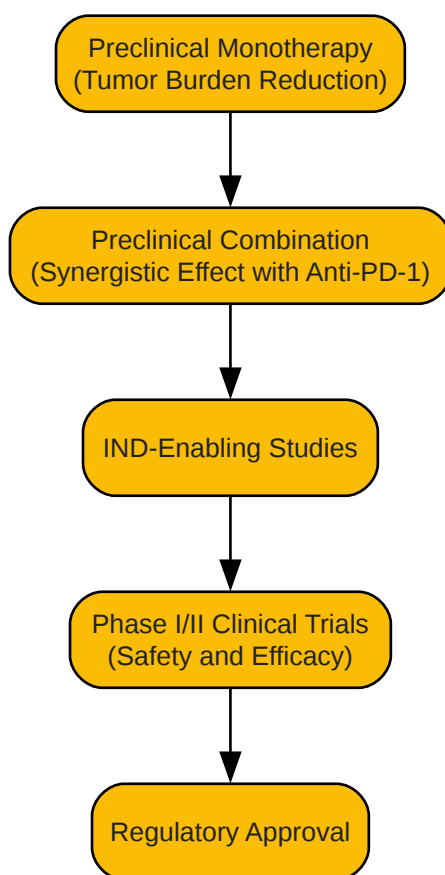 Preclinical Monotherapy
(Tumor Burden Reduction)
Preclinical Combination
(Synergistic Effect with Anti-PD-1)
IND-Enabling Studies
Phase I/II Clinical Trials
(Safety and Efficacy)
Regulatory Approval